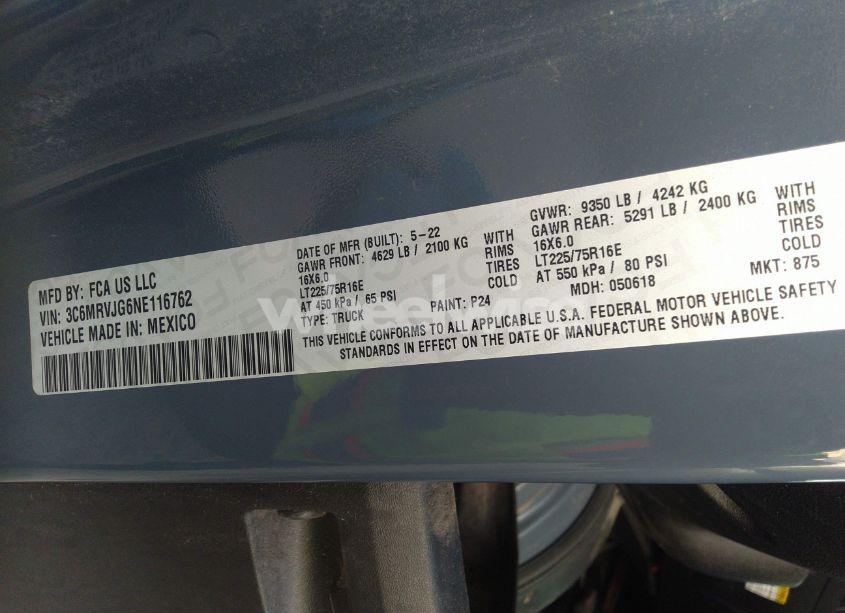 MFD BY: FCA US LLC
VIN: 3C6MRVJG6NE116762
VEHICLE MADE IN: MEXICO
DATE OF MFR (BUILT): 5-22
GAWR FRONT: 4629 LB / 2100 KG WITH
16X6.0 RIMS
LT225/75R16E TIRES
AT 450 kPa / 65 PSI COLD
TYPE: TRUCK PAINT: P24
GVWR: 9350 LB / 4242 KG
GAWR REAR: 5291 LB / 2400 KG WITH
16X6.0 RIMS
LT225/75R16E TIRES
AT 550 kPa / 80 PSI COLD
MDH: 050618 MKT: 875
THIS VEHICLE CONFORMS TO ALL APPLICABLE U.S.A. FEDERAL MOTOR VEHICLE SAFETY
STANDARDS IN EFFECT ON THE DATE OF MANUFACTURE SHOWN ABOVE.